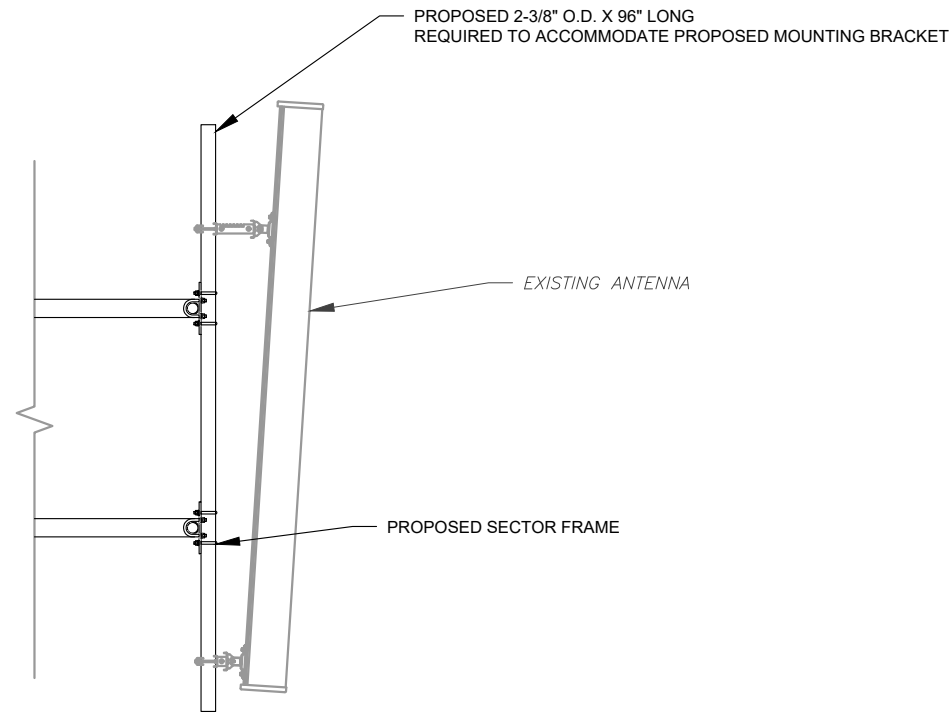 PROPOSED 2-3/8" O.D. X 96" LONG
REQUIRED TO ACCOMMODATE PROPOSED MOUNTING BRACKET
EXISTING ANTENNA
PROPOSED SECTOR FRAME